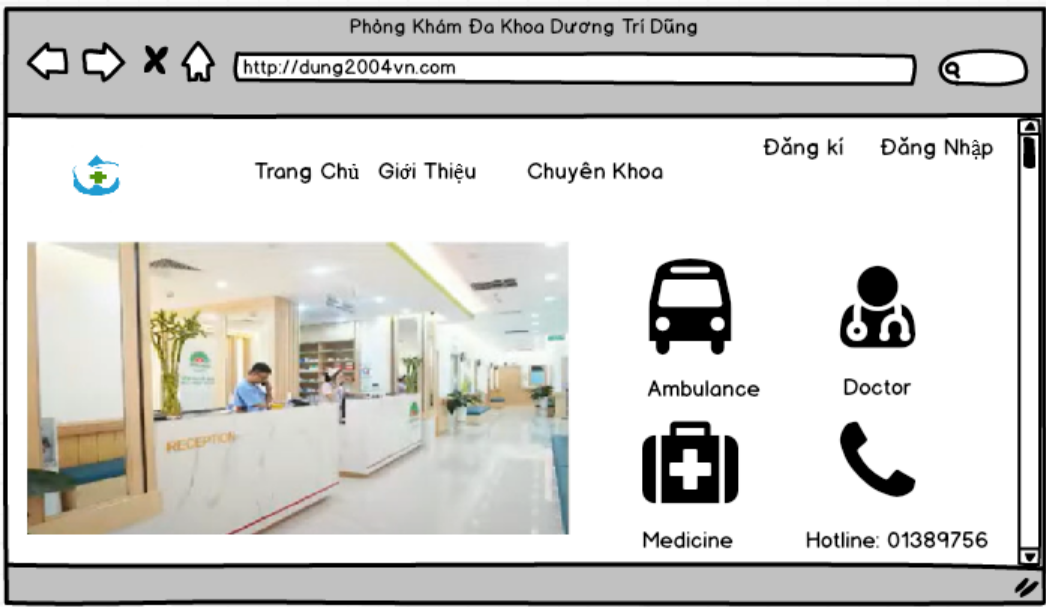 Phòng Khám Đa Khoa Dương Trí Dũng
http://dung2004vn.com
Đăng kí Đăng Nhập
Trang Chủ Giới Thiệu Chuyên Khoa
RECEPTION
Ambulance Doctor
Medicine Hotline: 01389756